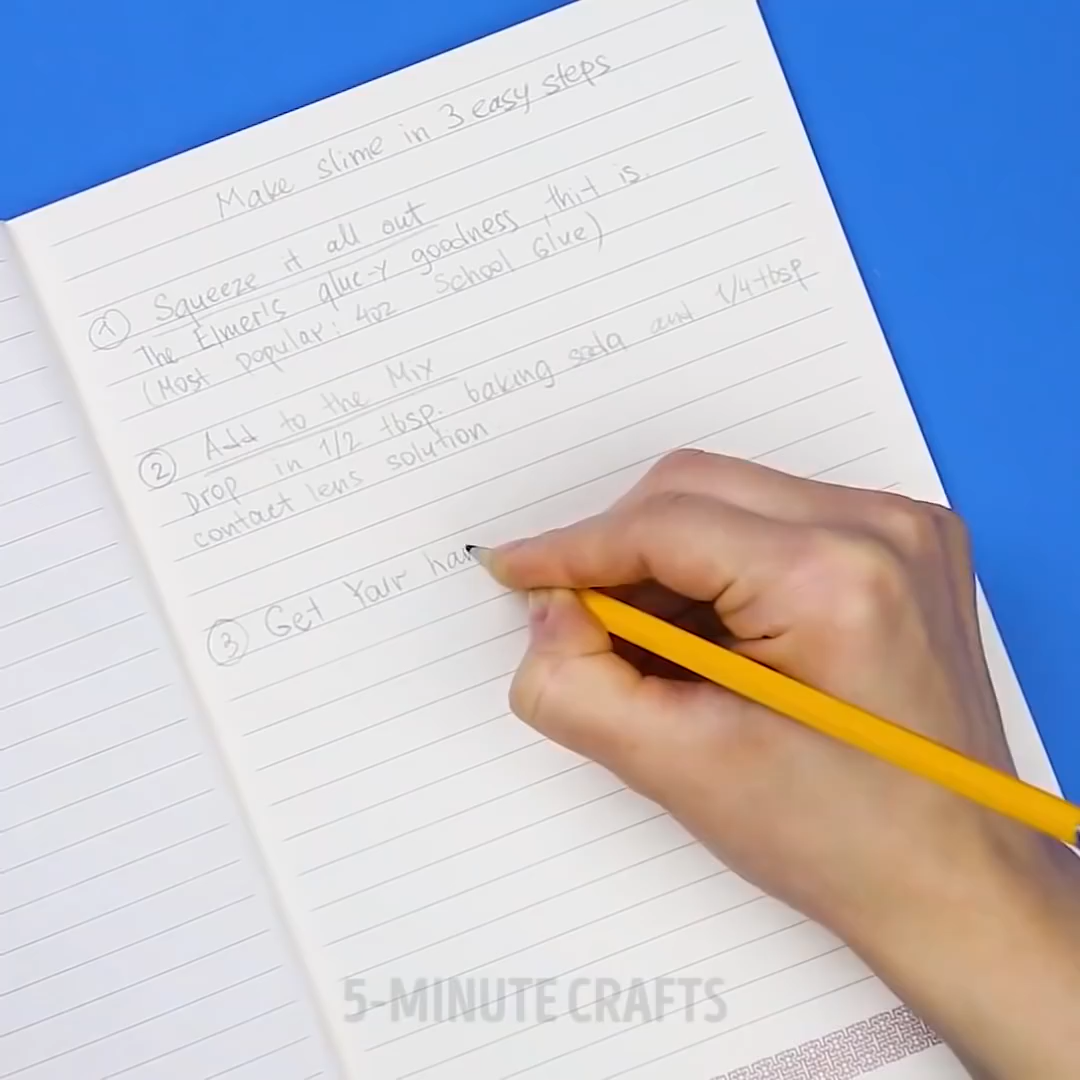 Make slime in 3 easy steps
1 Squeeze it all out
The Elmer's glue-y goodness, thit is.
(Most popular: 4oz School Glue)
2 Add to the Mix
Drop in 1/2 tbsp. baking soda and 1/4 tbsp
contact lens solution
3 Get Your han
5-MINUTE CRAFTS